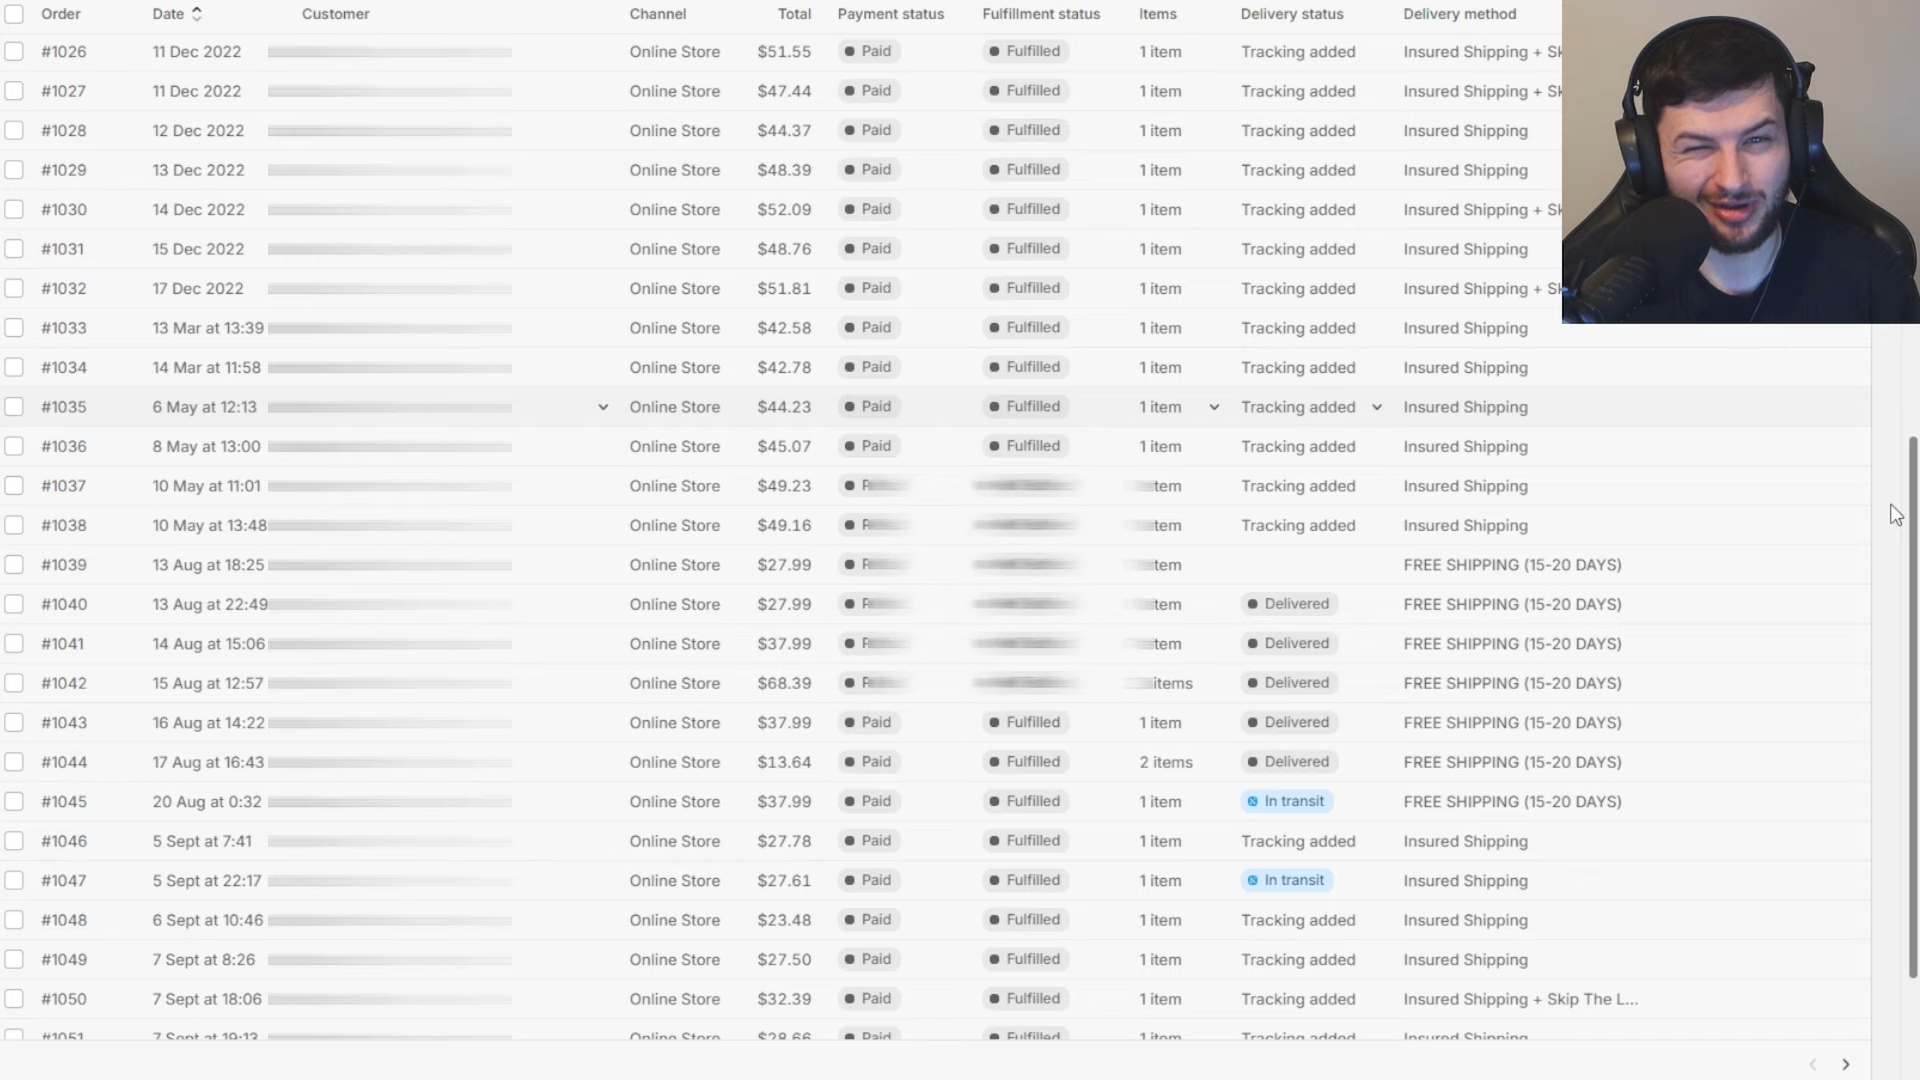 Order Date Customer Channel Total Payment status Fulfillment status Items Delivery status Delivery method
#1026 11 Dec 2022 Online Store $51.55 Paid Fulfilled 1 item Tracking added Insured Shipping +
#1027 11 Dec 2022 Online Store $47.44 Paid Fulfilled 1 item Tracking added Insured Shipping +
#1028 12 Dec 2022 Online Store $44.37 Paid Fulfilled 1 item Tracking added Insured Shipping
#1029 13 Dec 2022 Online Store $48.39 Paid Fulfilled 1 item Tracking added Insured Shipping
#1030 14 Dec 2022 Online Store $52.09 Paid Fulfilled 1 item Tracking added Insured Shipping +
#1031 15 Dec 2022 Online Store $48.76 Paid Fulfilled 1 item Tracking added Insured Shipping
#1032 17 Dec 2022 Online Store $51.81 Paid Fulfilled 1 item Tracking added Insured Shipping +
#1033 13 Mar at 13:39 Online Store $42.58 Paid Fulfilled 1 item Tracking added Insured Shipping
#1034 14 Mar at 11:58 Online Store $42.78 Paid Fulfilled 1 item Tracking added Insured Shipping
#1035 6 May at 12:13 Online Store $44.23 Paid Fulfilled 1 item Tracking added Insured Shipping
#1036 8 May at 13:00 Online Store $45.07 Paid Fulfilled 1 item Tracking added Insured Shipping
#1037 10 May at 11:01 Online Store $49.23 tem Tracking added Insured Shipping
#1038 10 May at 13:48 Online Store $49.16 tem Tracking added Insured Shipping
#1039 13 Aug at 18:25 Online Store $27.99 tem FREE SHIPPING (15-20 DAYS)
#1040 13 Aug at 22:49 Online Store $27.99 tem Delivered FREE SHIPPING (15-20 DAYS)
#1041 14 Aug at 15:06 Online Store $37.99 tem Delivered FREE SHIPPING (15-20 DAYS)
#1042 15 Aug at 12:57 Online Store $68.39 items Delivered FREE SHIPPING (15-20 DAYS)
#1043 16 Aug at 14:22 Online Store $37.99 Paid Fulfilled 1 item Delivered FREE SHIPPING (15-20 DAYS)
#1044 17 Aug at 16:43 Online Store $13.64 Paid Fulfilled 2 items Delivered FREE SHIPPING (15-20 DAYS)
#1045 20 Aug at 0:32 Online Store $37.99 Paid Fulfilled 1 item In transit FREE SHIPPING (15-20 DAYS)
#1046 5 Sept at 7:41 Online Store $27.78 Paid Fulfilled 1 item Tracking added Insured Shipping
#1047 5 Sept at 22:17 Online Store $27.61 Paid Fulfilled 1 item In transit Insured Shipping
#1048 6 Sept at 10:46 Online Store $23.48 Paid Fulfilled 1 item Tracking added Insured Shipping
#1049 7 Sept at 8:26 Online Store $27.50 Paid Fulfilled 1 item Tracking added Insured Shipping
#1050 7 Sept at 18:06 Online Store $32.39 Paid Fulfilled 1 item Tracking added Insured Shipping + Skip The L...
#1051 7 Sept at 19:13 Online Store $28.66 Paid Fulfilled 1 item Tracking added Insured Shipping